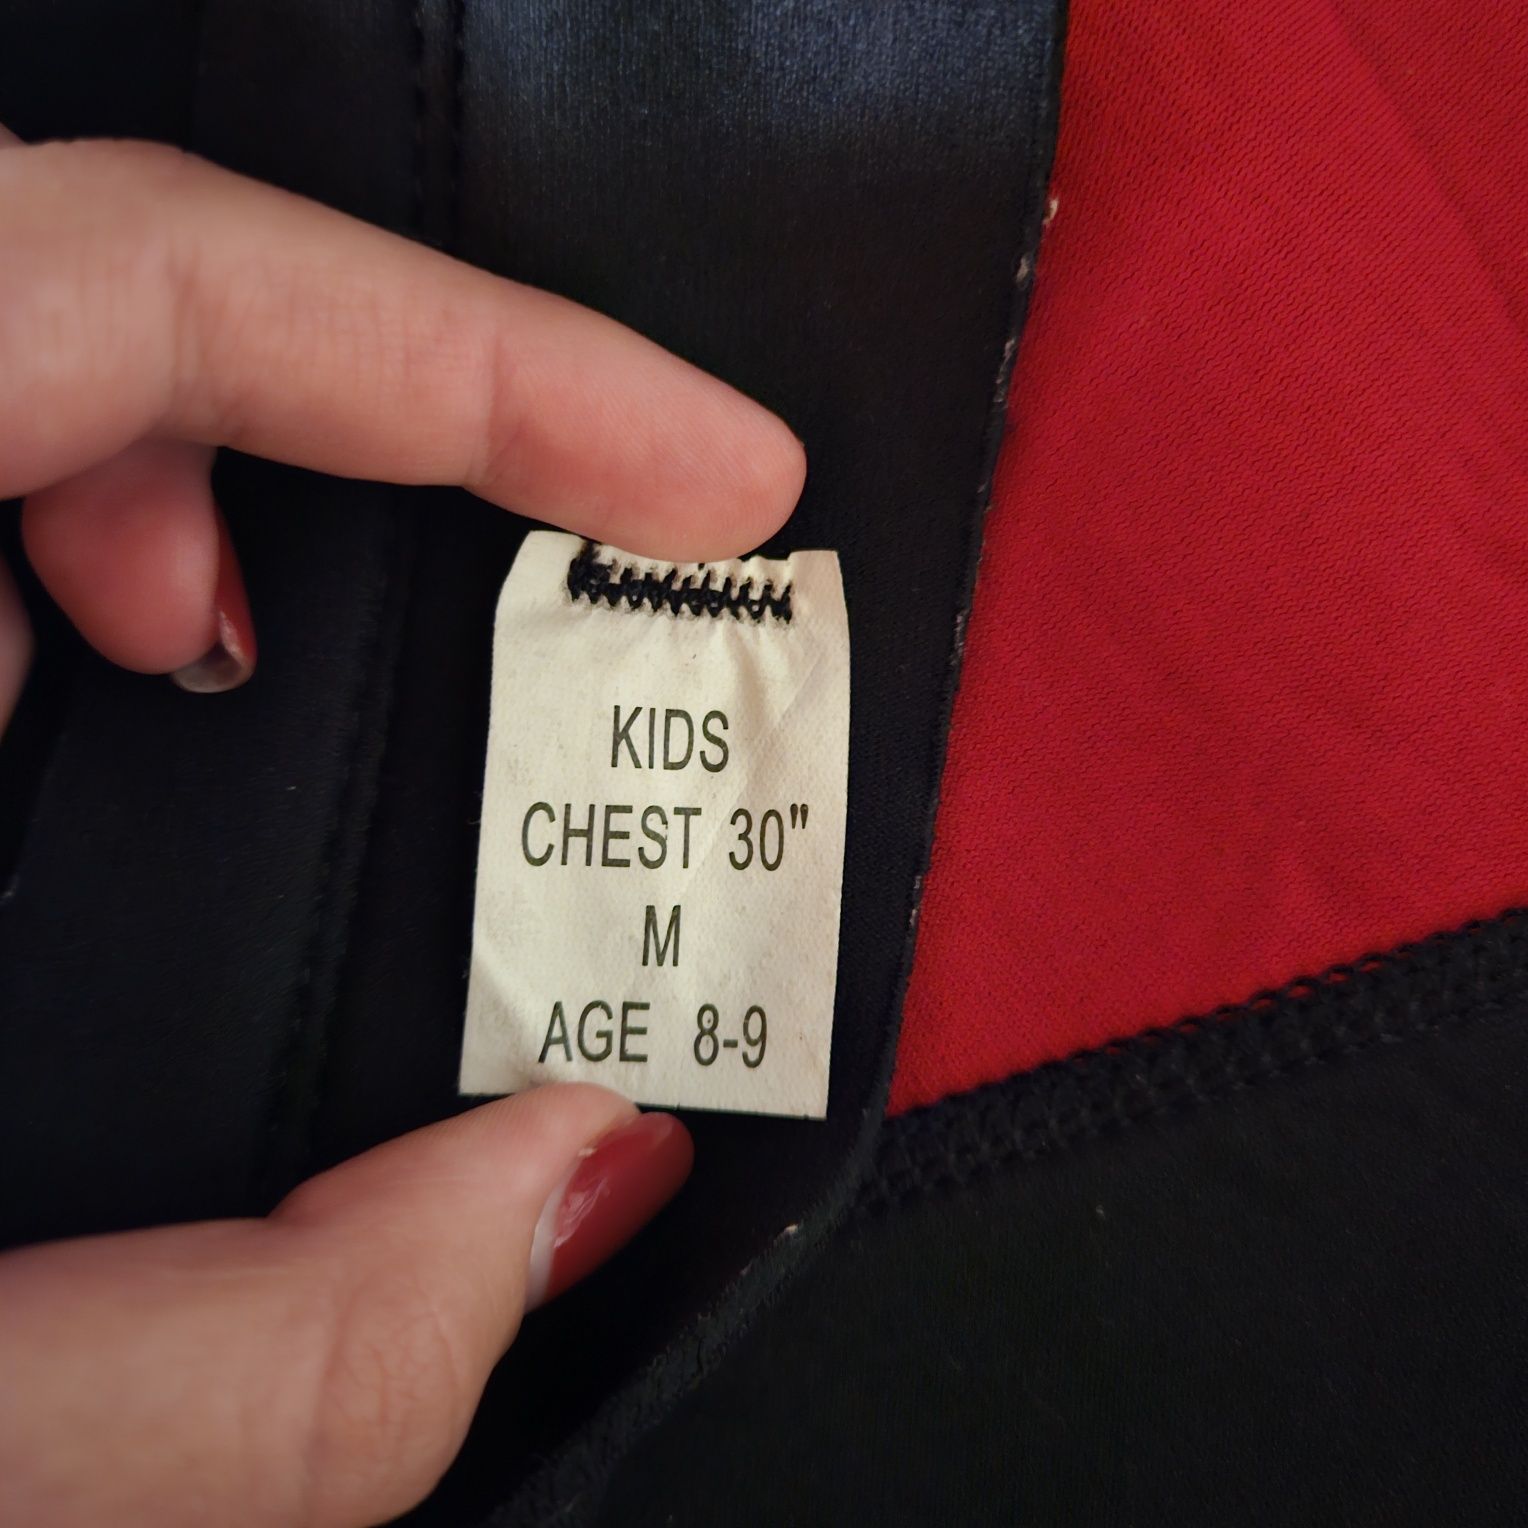 KIDS
CHEST 30"
M
AGE 8-9